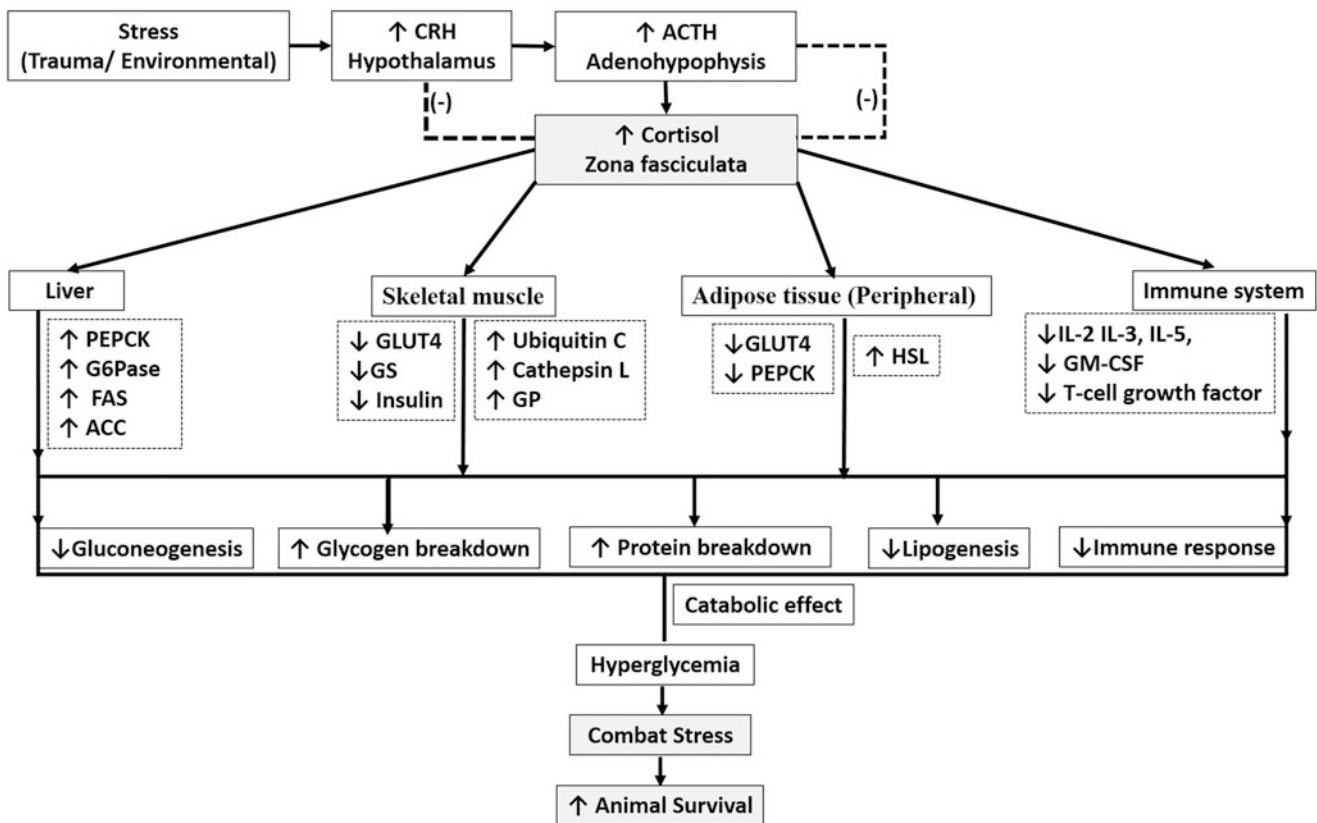 Stress
(Trauma/ Environmental)
↑ CRH
Hypothalamus
↑ ACTH
Adenohypophysis
(-)
(-)
↑ Cortisol
Zona fasciculata
Liver
Skeletal muscle
Adipose tissue (Peripheral)
Immune system
↑ PEPCK
↑ G6Pase
↑ FAS
↑ ACC
↓ GLUT4
↓GS
↓ Insulin
↑ Ubiquitin C
↑ Cathepsin L
↑ GP
↓GLUT4
↓ PEPCK
↑ HSL
↓IL-2 IL-3, IL-5,
↓ GM-CSF
↓ T-cell growth factor
↓Gluconeogenesis
↑ Glycogen breakdown
↑ Protein breakdown
↓Lipogenesis
↓Immune response
Catabolic effect
Hyperglycemia
Combat Stress
↑ Animal Survival